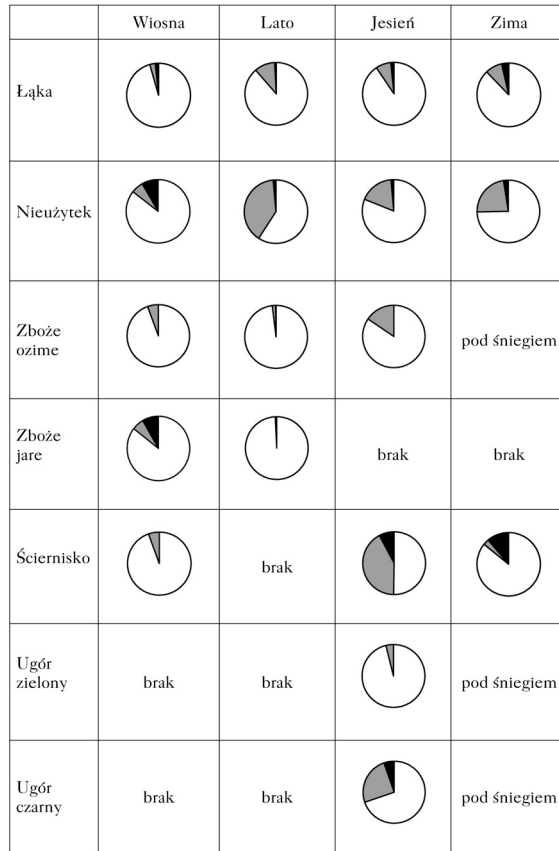 Wiosna Lato Jesień Zima
Łąka
Nieużytek
Zboże
ozime
pod śniegiem
Zboże
jare
brak brak
Ściernisko
brak
Ugór
zielony
brak brak pod śniegiem
Ugór
czarny
brak brak pod śniegiem